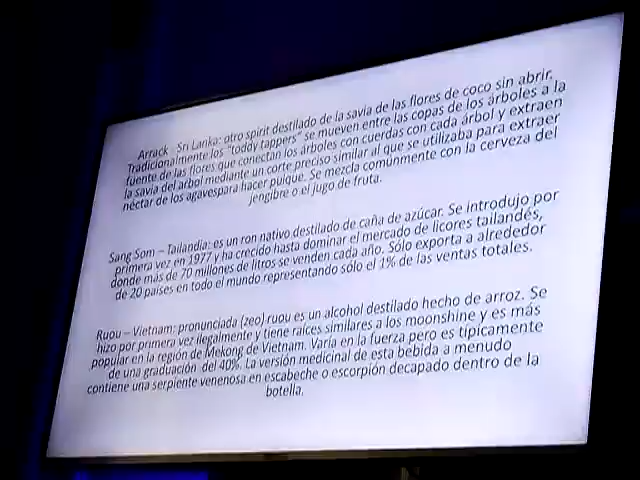 Arrack - Sri Lanka: otro spirit destilado de la savia de las flores de coco sin abrir.
Tradicionalmente los "toddy tappers" se mueven entre las copas de los árboles a la
fuente de las flores que conectan los árboles con cuerdas con cada árbol y extraen
la savia del arbol mediante un corte preciso similar al que se utilizaba para extraer
néctar de los agavespara hacer pulque. Se mezcla comúnmente con la cerveza del
jengibre o el jugo de fruta.
Sang Som – Tailandia: es un ron nativo destilado de caña de azúcar. Se introdujo por
primera vez en 1977 y ha crecido hasta dominar el mercado de licores tailandés,
donde más de 70 millones de litros se venden cada año. Sólo exporta a alrededor
de 20 países en todo el mundo representando sólo el 1% de las ventas totales.
Ruou – Vietnam: pronunciada (zeo) ruou es un alcohol destilado hecho de arroz. Se
hizo por primera vez ilegalmente y tiene raíces similares a los moonshine y es más
popular en la región de Mekong de Vietnam. Varía en la fuerza pero es típicamente
de una graduación del 40%. La versión medicinal de esta bebida a menudo
contiene una serpiente venenosa en escabeche o escorpión decapado dentro de la
botella.